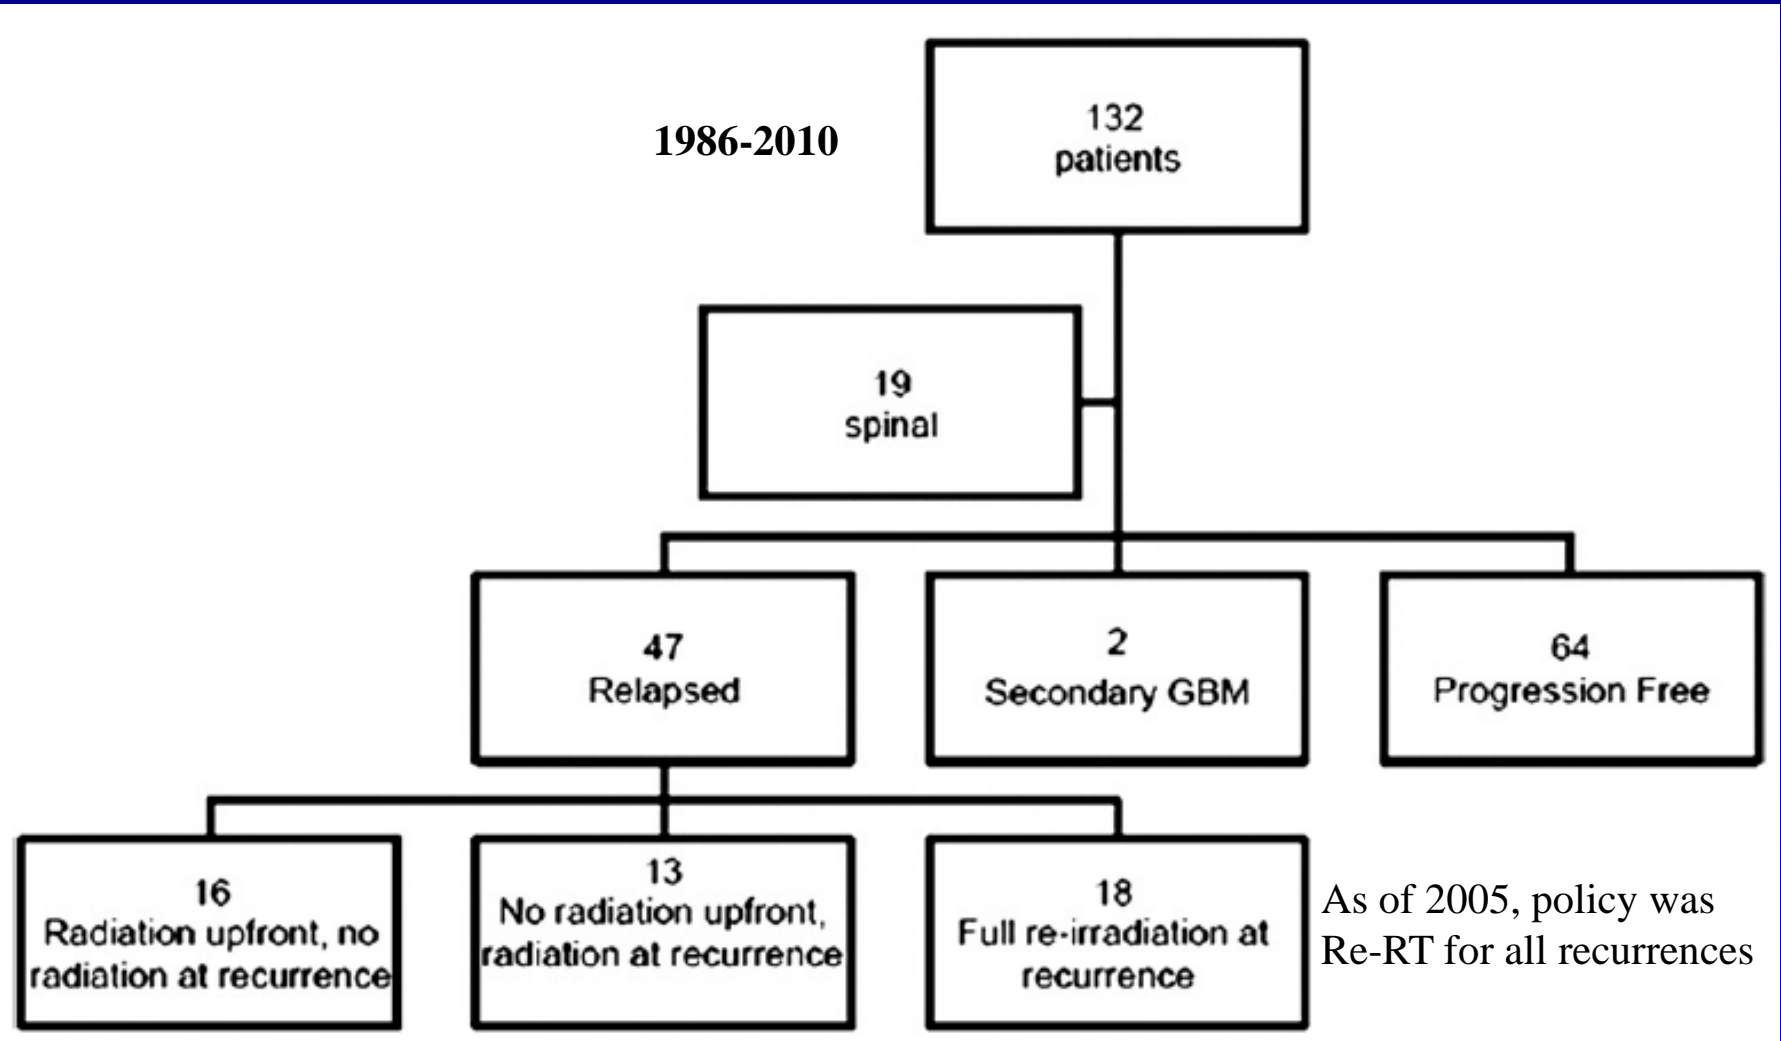 1986-2010
132
patients
19
spinal
47
Relapsed
2
Secondary GBM
64
Progression Free
16
Radiation upfront, no
radiation at recurrence
13
No radiation upfront,
radiation at recurrence
18
Full re-irradiation at
recurrence
As of 2005, policy was
Re-RT for all recurrences